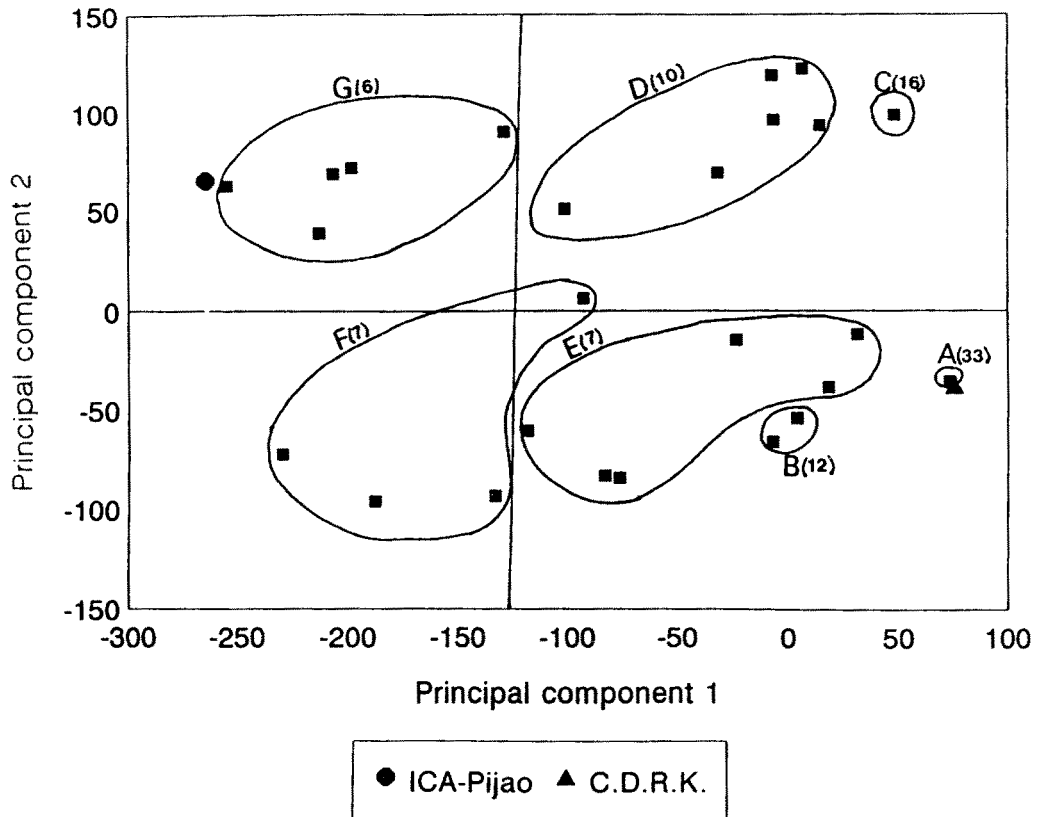 150
100
50
0
-50
-100
-150
Principal component 2
G(6)
D(10)
C(16)
F(7)
E(7)
A(33)
B(12)
-300 -250 -200 -150 -100 -50 0 50 100
Principal component 1
ICA-Pijao C.D.R.K.